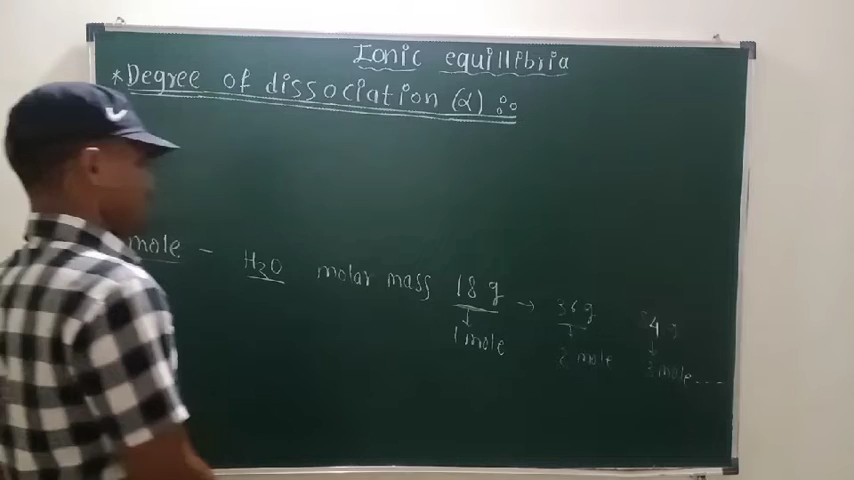 Ionic equilibria
*Degree of dissociation (α) :-
mole - H2O molar mass 18 g → 36 g 54 g
↓ ↓ ↓
1 mole 2 mole 3 mole ----